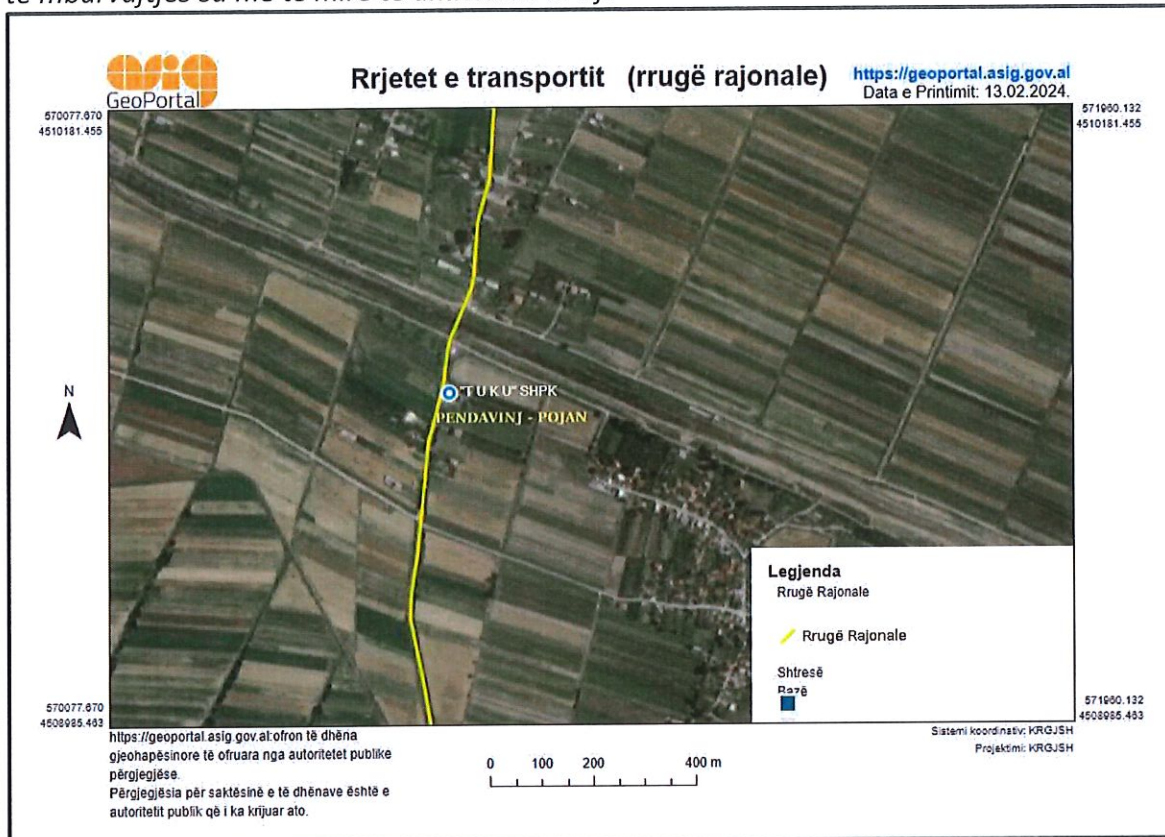 asig
GeoPortal
Rrjetet e transportit (rrugë rajonale)
https://geoportal.asig.gov.al
Data e Printimit: 13.02.2024.
570077.670
4510181.455
571960.132
4510181.455
N
"T U K U" SHPK
PENDAVINJ - POJAN
Legjenda
Rrugë Rajonale
Rrugë Rajonale
Shtresë
Bazë
570077.670
4508985.463
571960.132
4508985.463
https://geoportal.asig.gov.al:ofron të dhëna
gjeohapësinore të ofruara nga autoritetet publike
përgjegjëse.
Përgjegjësia për saktësinë e të dhënave është e
autoritetit publik që i ka krijuar ato.
0 100 200 400 m
Sistemi koordinativ: KRGJSH
Projektimi: KRGJSH